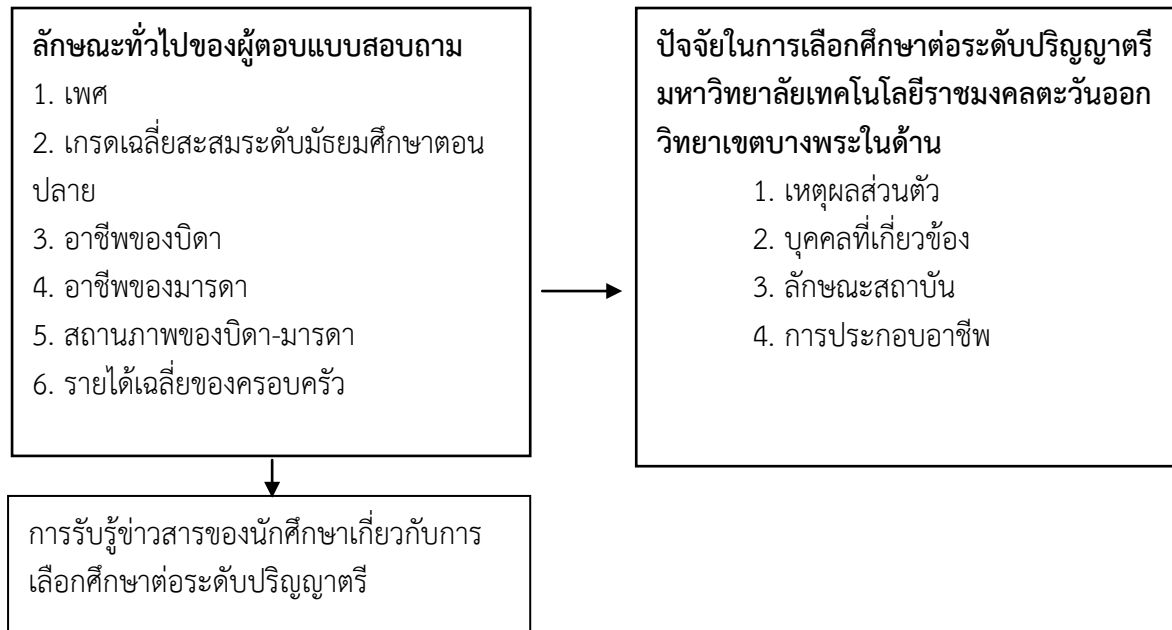 ลักษณะทั่วไปของผู้ตอบแบบสอบถาม
1. เพศ
2. เกรดเฉลี่ยสะสมระดับมัธยมศึกษาตอน
ปลาย
3. อาชีพของบิดา
4. อาชีพของมารดา
5. สถานภาพของบิดา-มารดา
6. รายได้เฉลี่ยของครอบครัว
ปัจจัยในการเลือกศึกษาต่อระดับปริญญาตรี
มหาวิทยาลัยเทคโนโลยีราชมงคลตะวันออก
วิทยาเขตบางพระในด้าน
1. เหตุผลส่วนตัว
2. บุคคลที่เกี่ยวข้อง
3. ลักษณะสถาบัน
4. การประกอบอาชีพ
การรับรู้ข่าวสารของนักศึกษาเกี่ยวกับการ
เลือกศึกษาต่อระดับปริญญาตรี